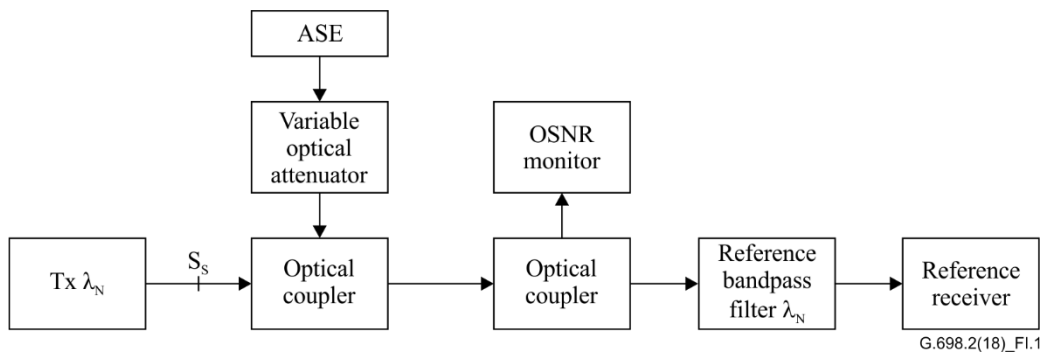 ASE
Variable
optical
attenuator
OSNR
monitor
Tx λN
SS
Optical
coupler
Optical
coupler
Reference
bandpass
filter λN
Reference
receiver
G.698.2(18)_FI.1